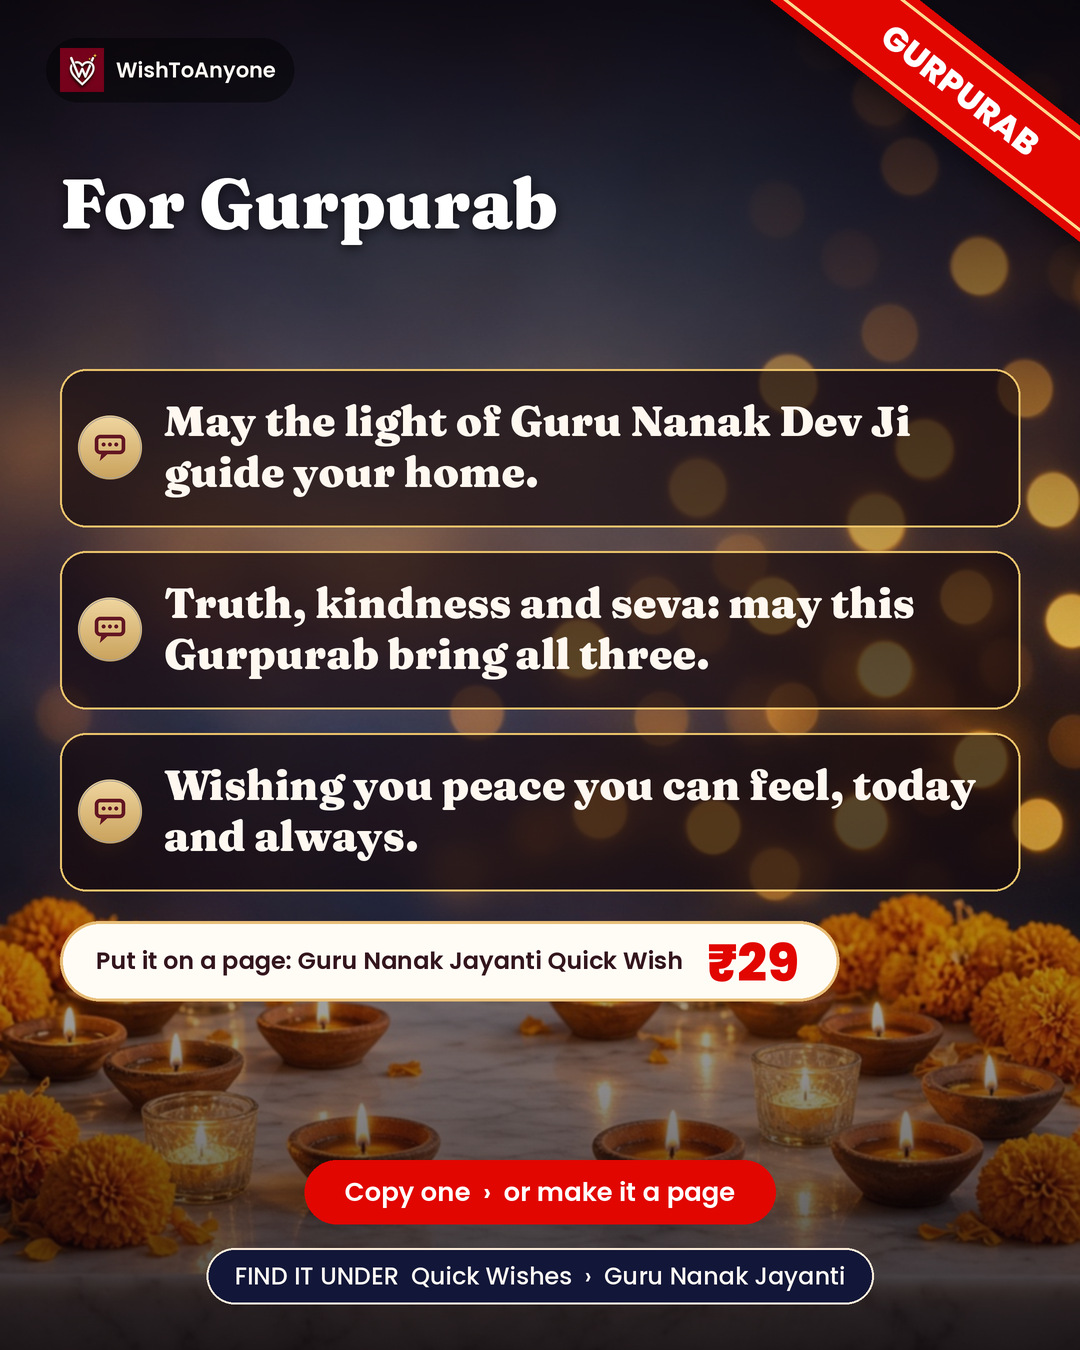 WishToAnyone
GURPURAB
For Gurpurab
May the light of Guru Nanak Dev Ji
guide your home.
Truth, kindness and seva: may this
Gurpurab bring all three.
Wishing you peace you can feel, today
and always.
Put it on a page: Guru Nanak Jayanti Quick Wish ₹29
Copy one › or make it a page
FIND IT UNDER Quick Wishes › Guru Nanak Jayanti